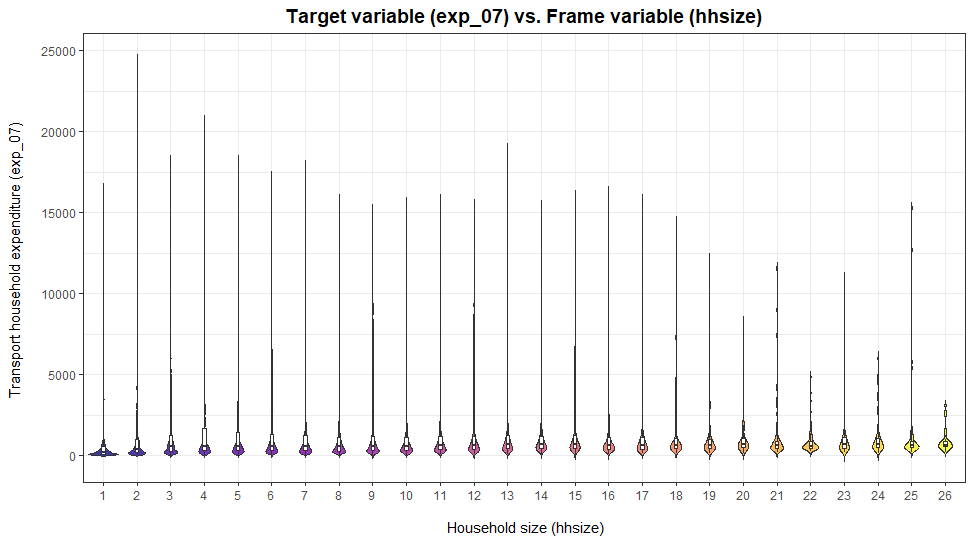 Target variable (exp_07) vs. Frame variable (hhsize)
Transport household expenditure (exp_07)
25000
20000
15000
10000
5000
0
1 2 3 4 5 6 7 8 9 10 11 12 13 14 15 16 17 18 19 20 21 22 23 24 25 26
Household size (hhsize)